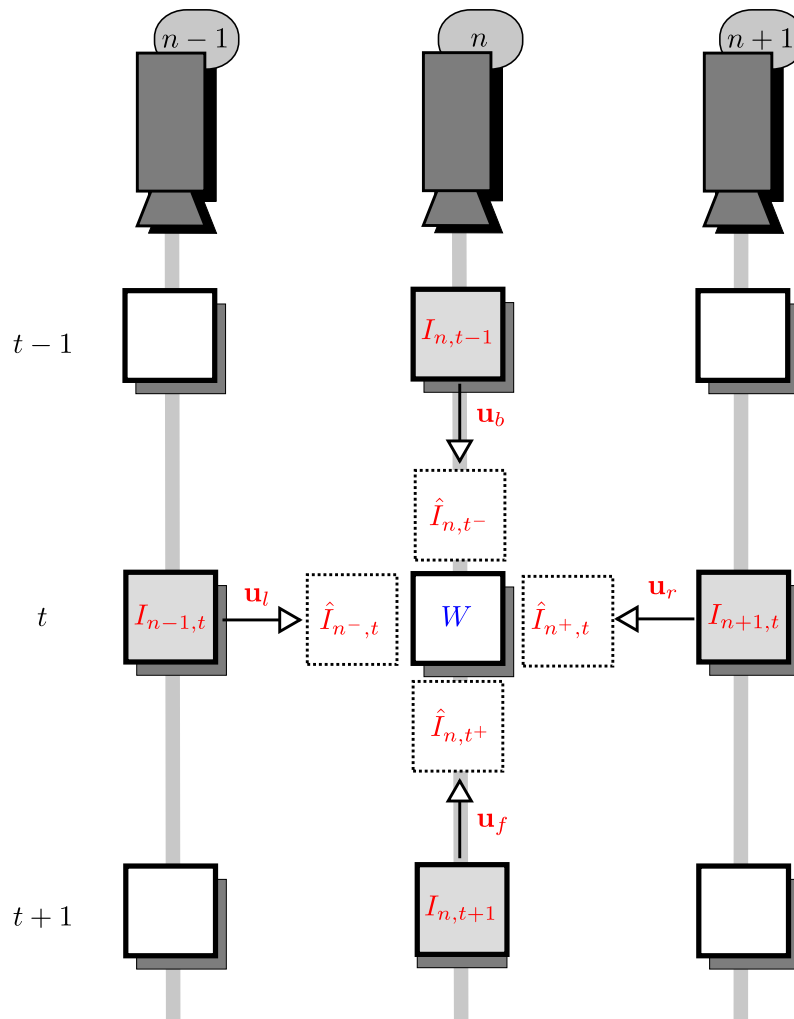 n − 1 n n + 1
t − 1 I_{n,t−1}
𝐮_b
Î_{n,t⁻}
t I_{n−1,t} 𝐮_l Î_{n⁻,t} W Î_{n⁺,t} 𝐮_r I_{n+1,t}
Î_{n,t⁺}
𝐮_f
t + 1 I_{n,t+1}